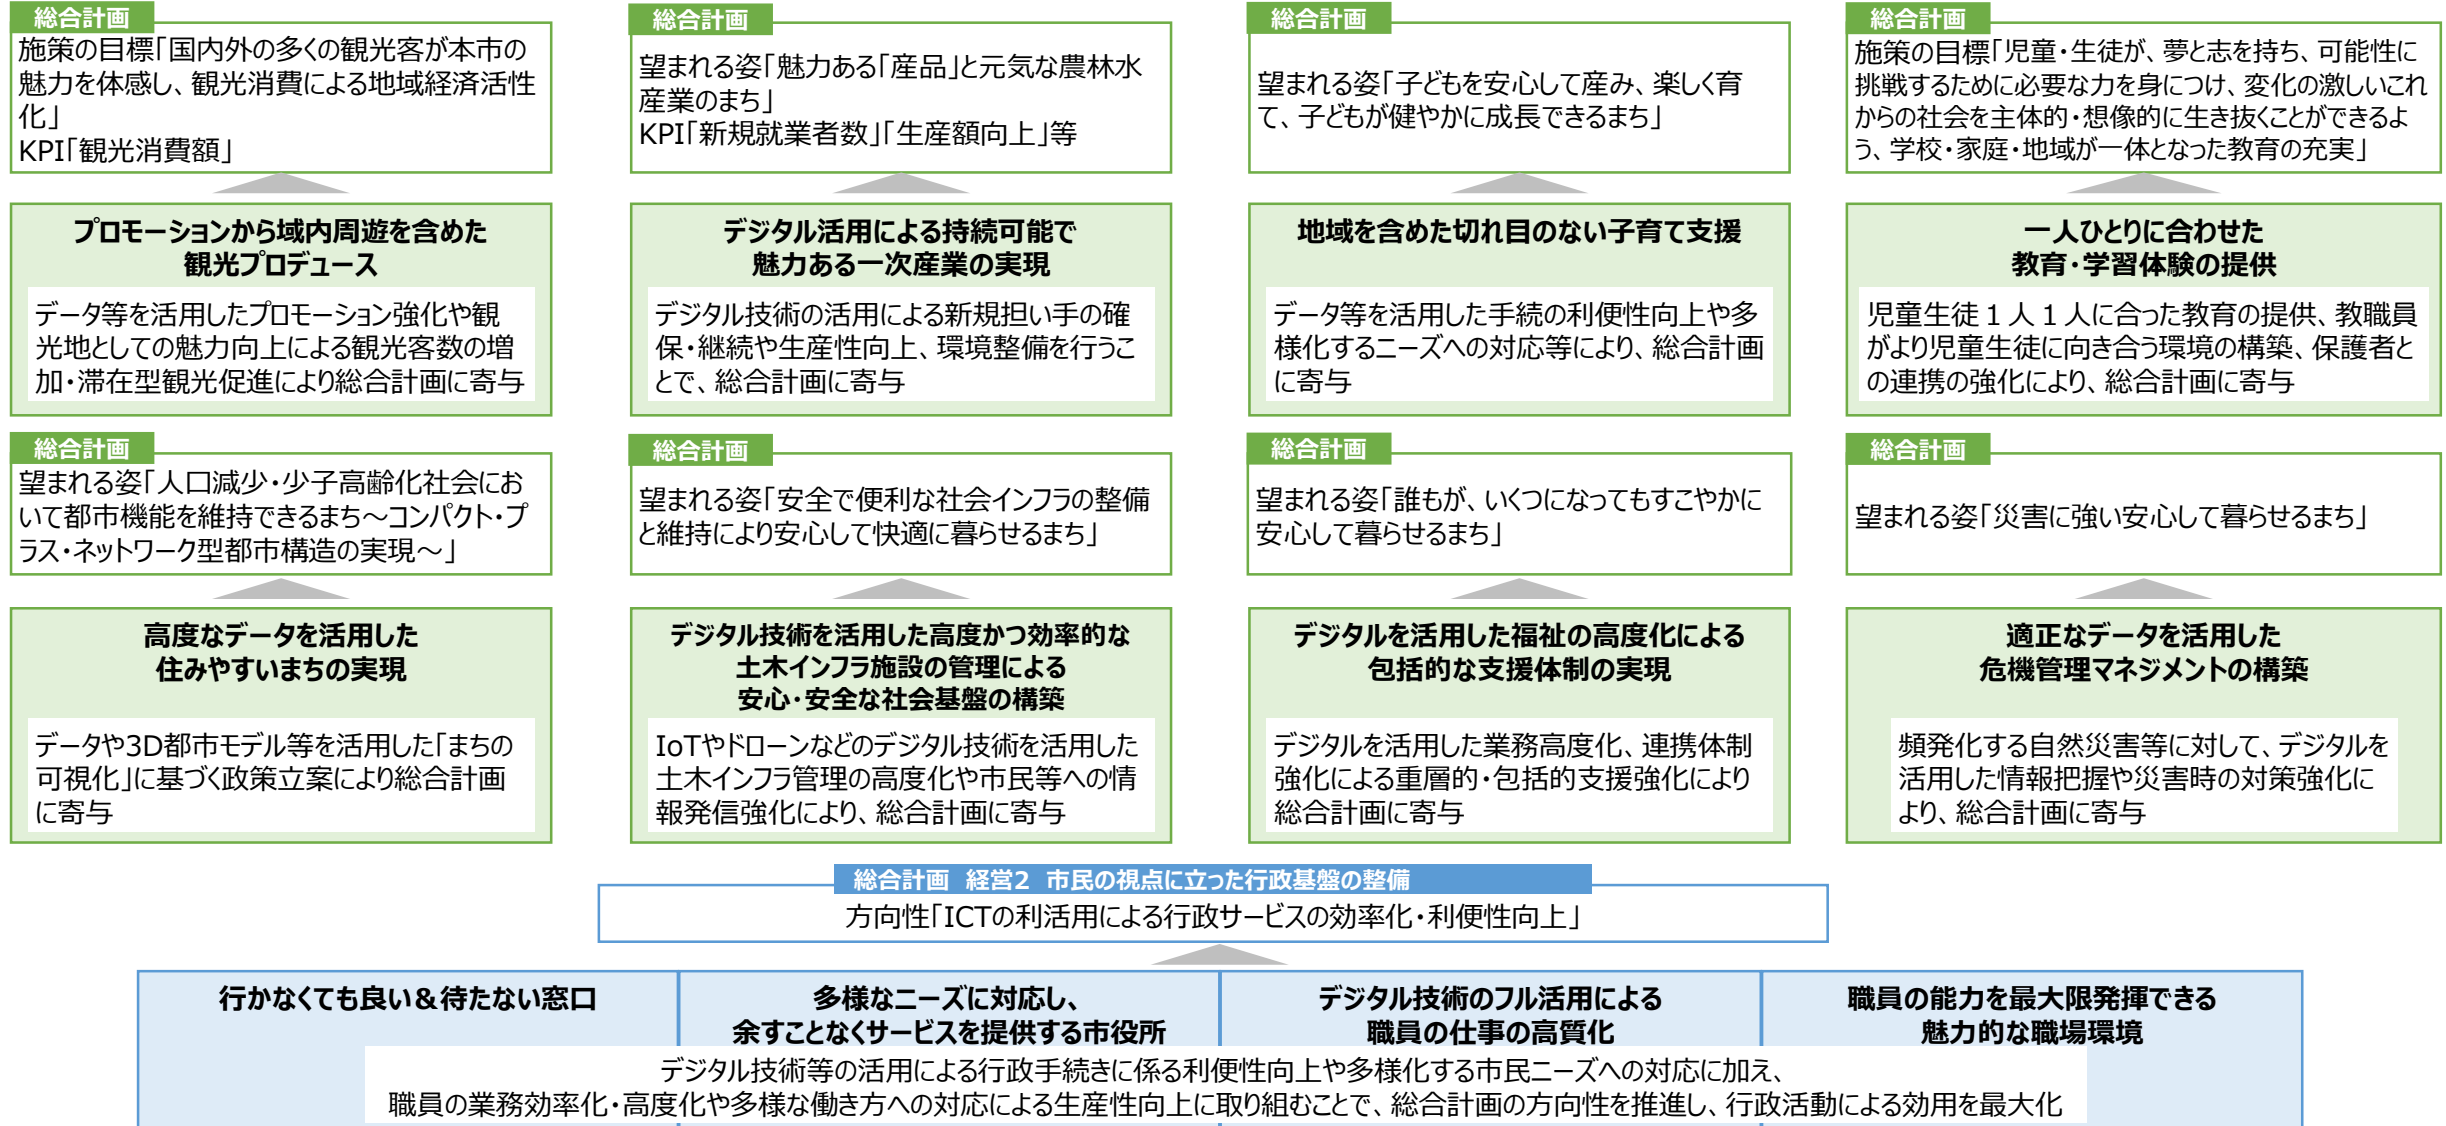 総合計画
施策の目標「国内外の多くの観光客が本市の
魅力を体感し、観光消費による地域経済活性
化」
KPI「観光消費額」
プロモーションから域内周遊を含めた
観光プロデュース
データ等を活用したプロモーション強化や観
光地としての魅力向上による観光客数の増
加・滞在型観光促進により総合計画に寄与
総合計画
望まれる姿「魅力ある「産品」と元気な農林水
産業のまち」
KPI「新規就業者数」「生産額向上」等
デジタル活用による持続可能で
魅力ある一次産業の実現
デジタル技術の活用による新規担い手の確
保・継続や生産性向上、環境整備を行うこ
とで、総合計画に寄与
総合計画
望まれる姿「子どもを安心して産み、楽しく育
て、子どもが健やかに成長できるまち」
地域を含めた切れ目のない子育て支援
データ等を活用した手続の利便性向上や多
様化するニーズへの対応等により、総合計画
に寄与
総合計画
施策の目標「児童・生徒が、夢と志を持ち、可能性に
挑戦するために必要な力を身につけ、変化の激しいこれ
からの社会を主体的・想像的に生き抜くことができるよ
う、学校・家庭・地域が一体となった教育の充実」
一人ひとりに合わせた
教育・学習体験の提供
児童生徒1人1人に合った教育の提供、教職員
がより児童生徒に向き合う環境の構築、保護者と
の連携の強化により、総合計画に寄与
総合計画
望まれる姿「人口減少・少子高齢化社会にお
いて都市機能を維持できるまち～コンパクト・プ
ラス・ネットワーク型都市構造の実現～」
高度なデータを活用した
住みやすいまちの実現
データや3D都市モデル等を活用した「まちの
可視化」に基づく政策立案により総合計画
に寄与
総合計画
望まれる姿「安全で便利な社会インフラの整備
と維持により安心して快適に暮らせるまち」
デジタル技術を活用した高度かつ効率的な
土木インフラ施設の管理による
安心・安全な社会基盤の構築
IoTやドローンなどのデジタル技術を活用した
土木インフラ管理の高度化や市民等への情
報発信強化により、総合計画に寄与
総合計画
望まれる姿「誰もが、いくつになってもすこやかに
安心して暮らせるまち」
デジタルを活用した福祉の高度化による
包括的な支援体制の実現
デジタルを活用した業務高度化、連携体制
強化による重層的・包括的支援強化により
総合計画に寄与
総合計画
望まれる姿「災害に強い安心して暮らせるまち」
適正なデータを活用した
危機管理マネジメントの構築
頻発化する自然災害等に対して、デジタルを
活用した情報把握や災害時の対策強化に
より、総合計画に寄与
総合計画 経営2 市民の視点に立った行政基盤の整備
方向性「ICTの利活用による行政サービスの効率化・利便性向上」
行かなくても良い＆待たない窓口
多様なニーズに対応し、
余すことなくサービスを提供する市役所
デジタル技術のフル活用による
職員の仕事の高質化
職員の能力を最大限発揮できる
魅力的な職場環境
デジタル技術等の活用による行政手続きに係る利便性向上や多様化する市民ニーズへの対応に加え、
職員の業務効率化・高度化や多様な働き方への対応による生産性向上に取り組むことで、総合計画の方向性を推進し、行政活動による効用を最大化